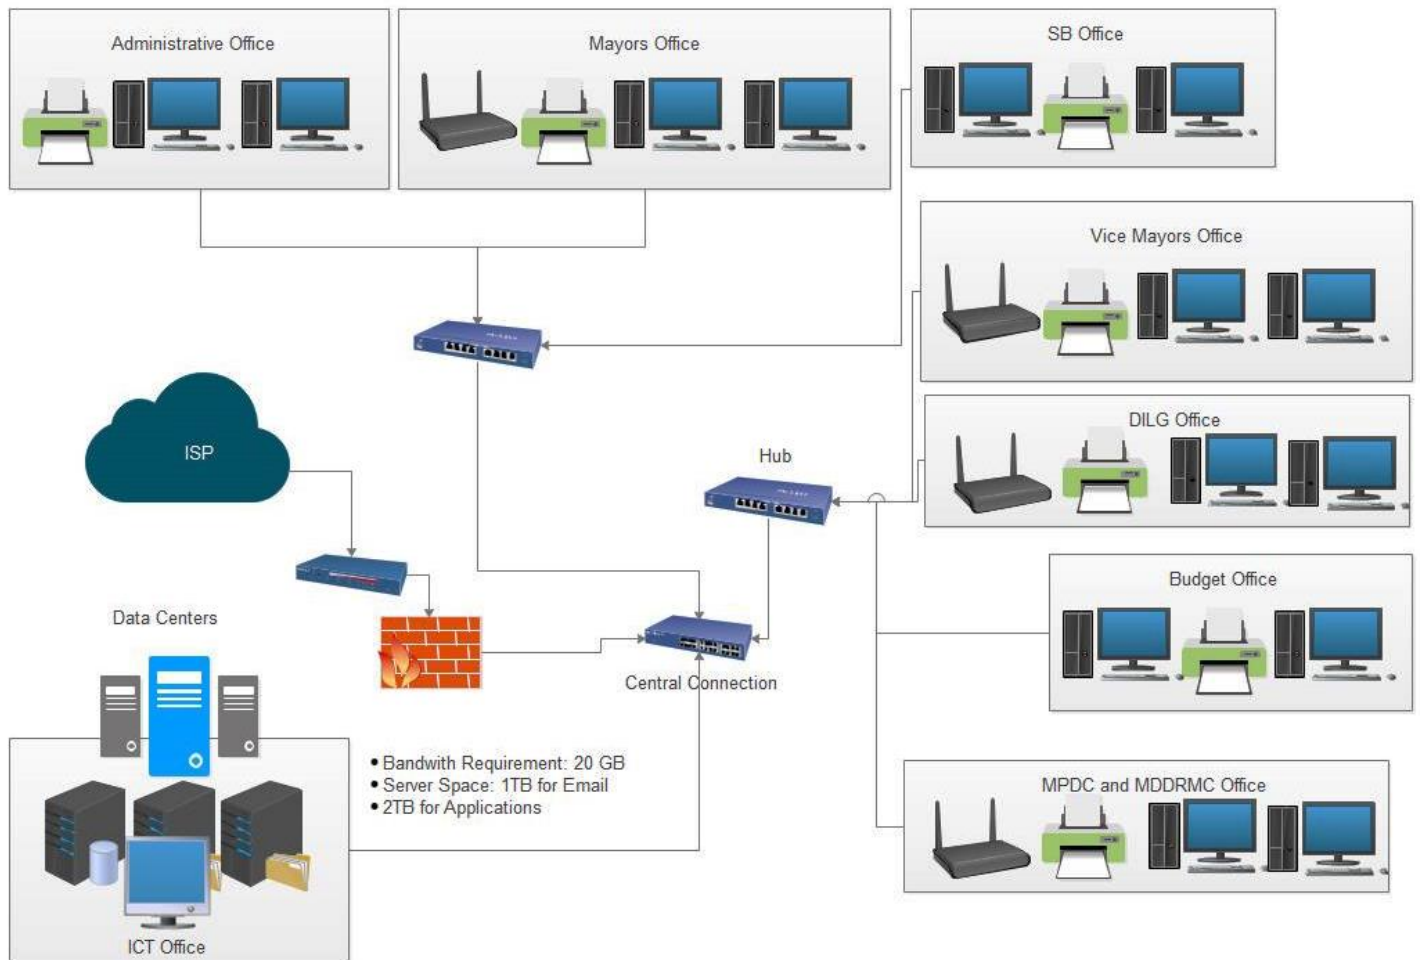 Administrative Office
Mayors Office
SB Office
Vice Mayors Office
ISP
DILG Office
Hub
Budget Office
Data Centers
Central Connection
• Bandwith Requirement: 20 GB
• Server Space: 1TB for Email
• 2TB for Applications
MPDC and MDDRMC Office
ICT Office